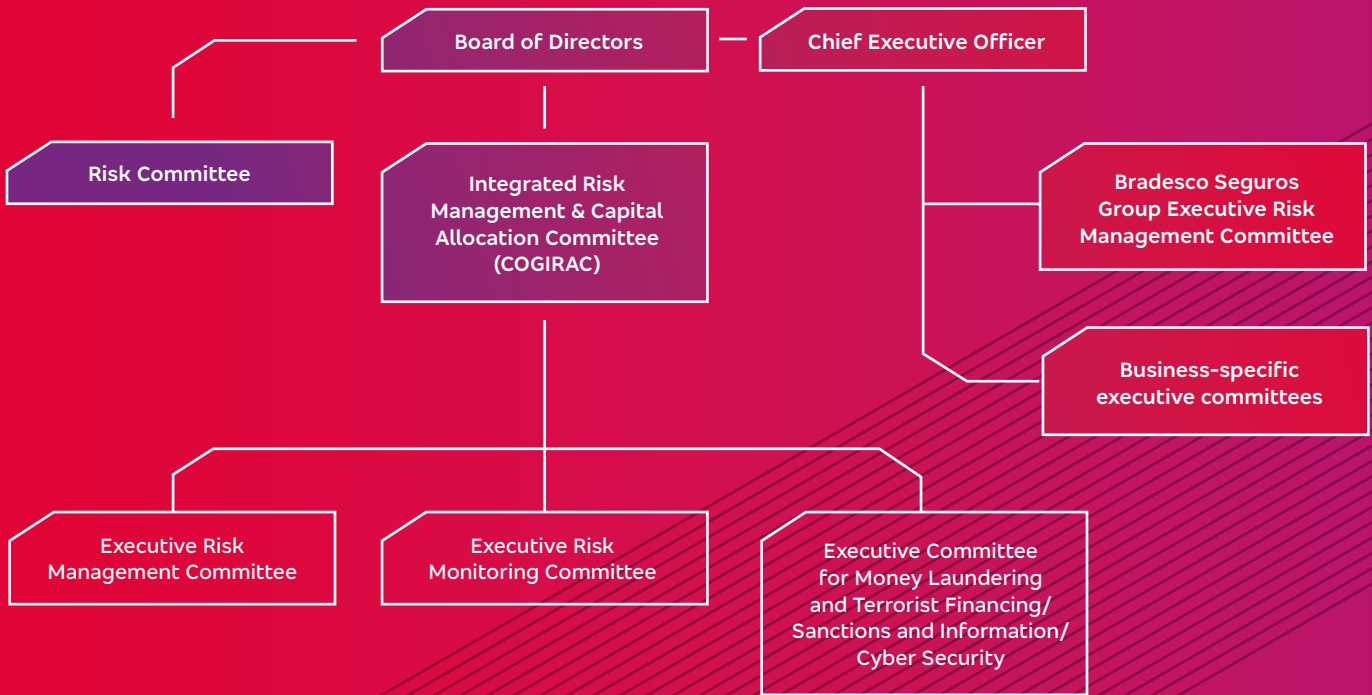 Board of Directors
Chief Executive Officer
Risk Committee
Integrated Risk
Management & Capital
Allocation Committee
(COGIRAC)
Bradesco Seguros
Group Executive Risk
Management Committee
Business-specific
executive committees
Executive Risk
Management Committee
Executive Risk
Monitoring Committee
Executive Committee
for Money Laundering
and Terrorist Financing/
Sanctions and Information/
Cyber Security